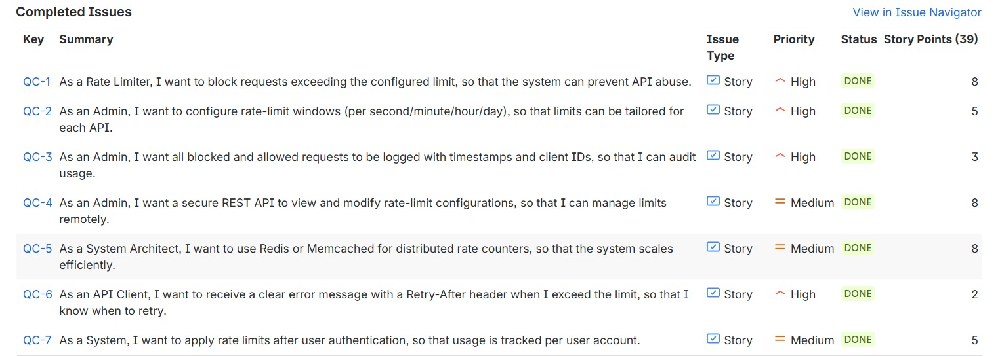 Completed Issues View in Issue Navigator
Key Summary Issue Type Priority Status Story Points (39)
QC-1 As a Rate Limiter, I want to block requests exceeding the configured limit, so that the system can prevent API abuse. Story High DONE 8
QC-2 As an Admin, I want to configure rate-limit windows (per second/minute/hour/day), so that limits can be tailored for Story High DONE 5
each API.
QC-3 As an Admin, I want all blocked and allowed requests to be logged with timestamps and client IDs, so that I can audit Story High DONE 3
usage.
QC-4 As an Admin, I want a secure REST API to view and modify rate-limit configurations, so that I can manage limits Story Medium DONE 8
remotely.
QC-5 As a System Architect, I want to use Redis or Memcached for distributed rate counters, so that the system scales Story Medium DONE 8
efficiently.
QC-6 As an API Client, I want to receive a clear error message with a Retry-After header when I exceed the limit, so that I Story High DONE 2
know when to retry.
QC-7 As a System, I want to apply rate limits after user authentication, so that usage is tracked per user account. Story Medium DONE 5